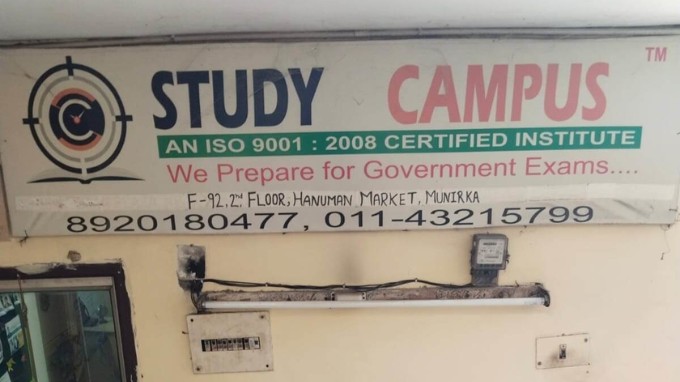 STUDY CAMPUS TM
AN ISO 9001 : 2008 CERTIFIED INSTITUTE
We Prepare for Government Exams....
F-92, 2nd FLOOR, HANUMAN MARKET, MUNIRKA
8920180477, 011-43215799